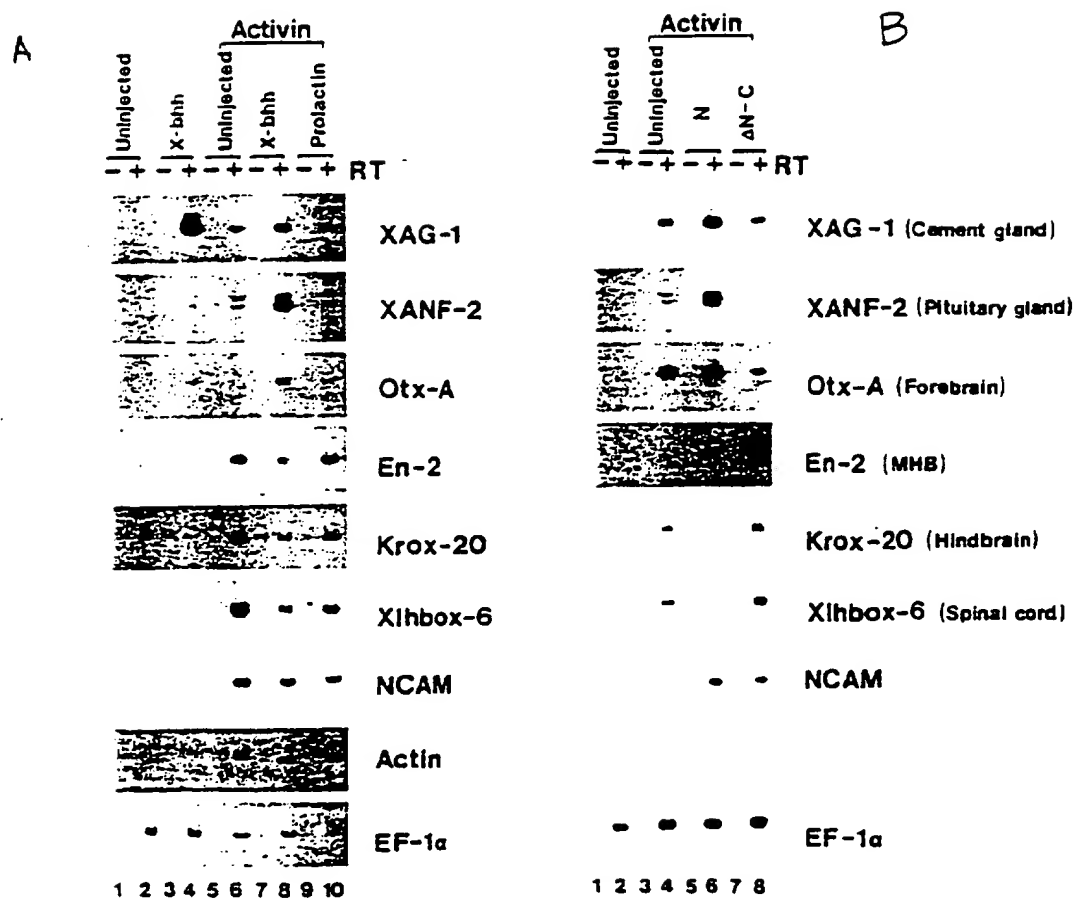 A
Activin
Uninjected
X-bhh
Uninjected
X-bhh
Prolactin
- + - + - + - + - + RT
XAG-1
XANF-2
Otx-A
En-2
Krox-20
Xlhbox-6
NCAM
Actin
EF-1α
1 2 3 4 5 6 7 8 9 10
B
Activin
Uninjected
Uninjected
N
ΔN-C
- + - + - + - + RT
XAG-1 (Cement gland)
XANF-2 (Pituitary gland)
Otx-A (Forebrain)
En-2 (MHB)
Krox-20 (Hindbrain)
Xlhbox-6 (Spinal cord)
NCAM
EF-1α
1 2 3 4 5 6 7 8